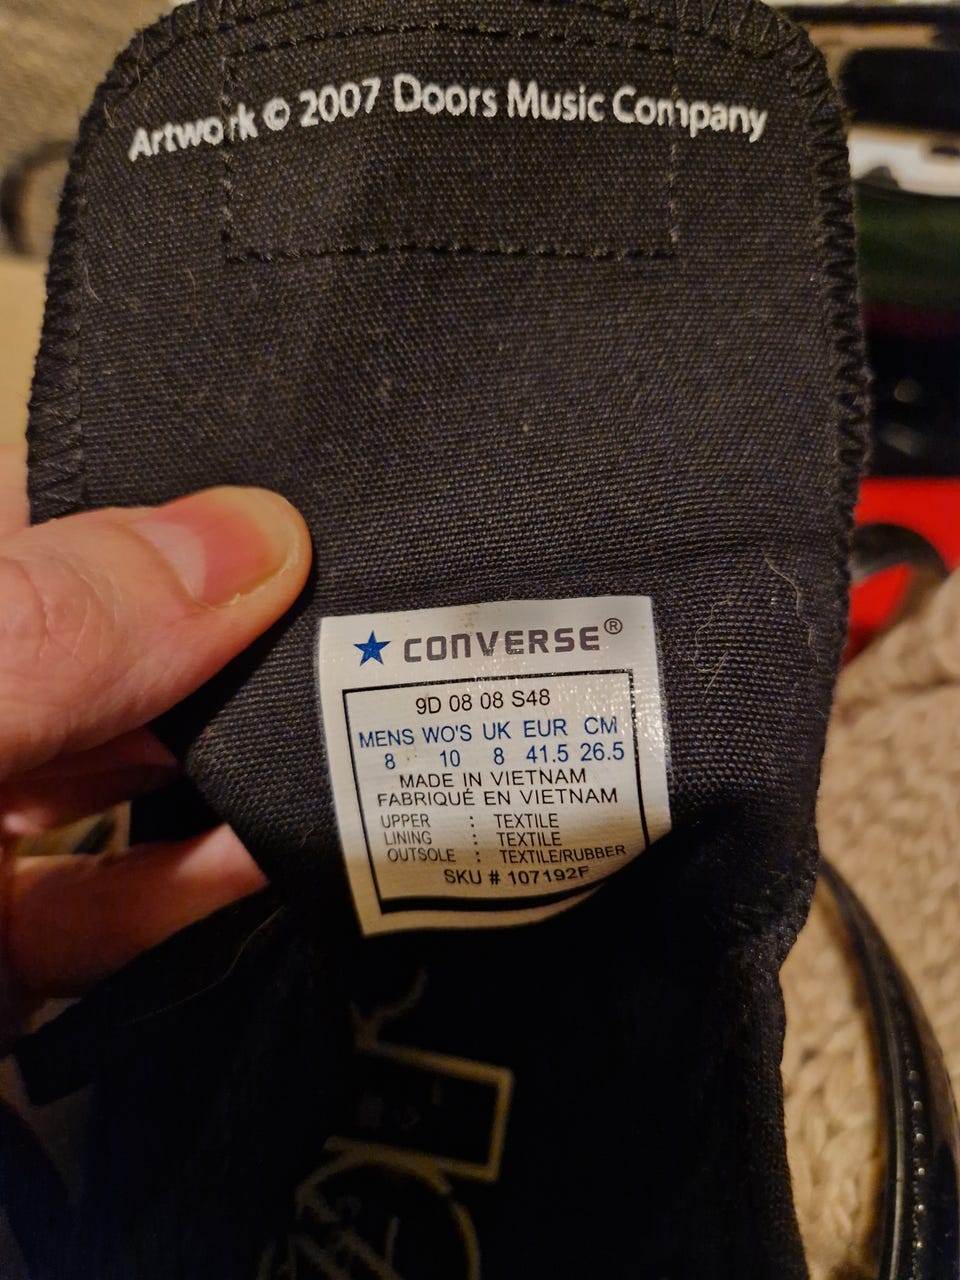 Artwork © 2007 Doors Music Company
CONVERSE®
9D 08 08 S48
MENS WO'S UK EUR CM
8 10 8 41.5 26.5
MADE IN VIETNAM
FABRIQUÉ EN VIETNAM
UPPER : TEXTILE
LINING : TEXTILE
OUTSOLE : TEXTILE/RUBBER
SKU # 107192F